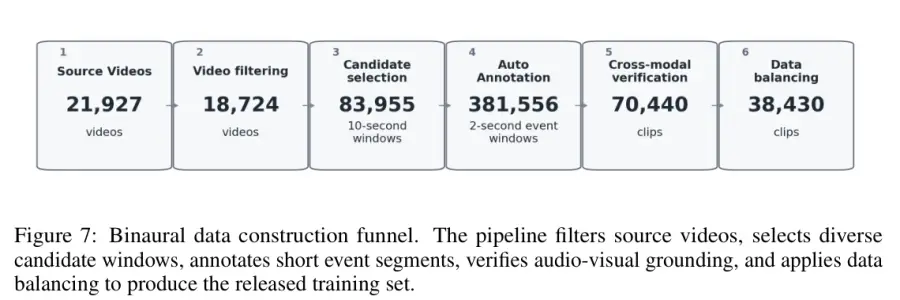 1
Source Videos
21,927
videos
2
Video filtering
18,724
videos
3
Candidate
selection
83,955
10-second
windows
4
Auto
Annotation
381,556
2-second event
windows
5
Cross-modal
verification
70,440
clips
6
Data
balancing
38,430
clips
Figure 7: Binaural data construction funnel. The pipeline filters source videos, selects diverse
candidate windows, annotates short event segments, verifies audio-visual grounding, and applies data
balancing to produce the released training set.